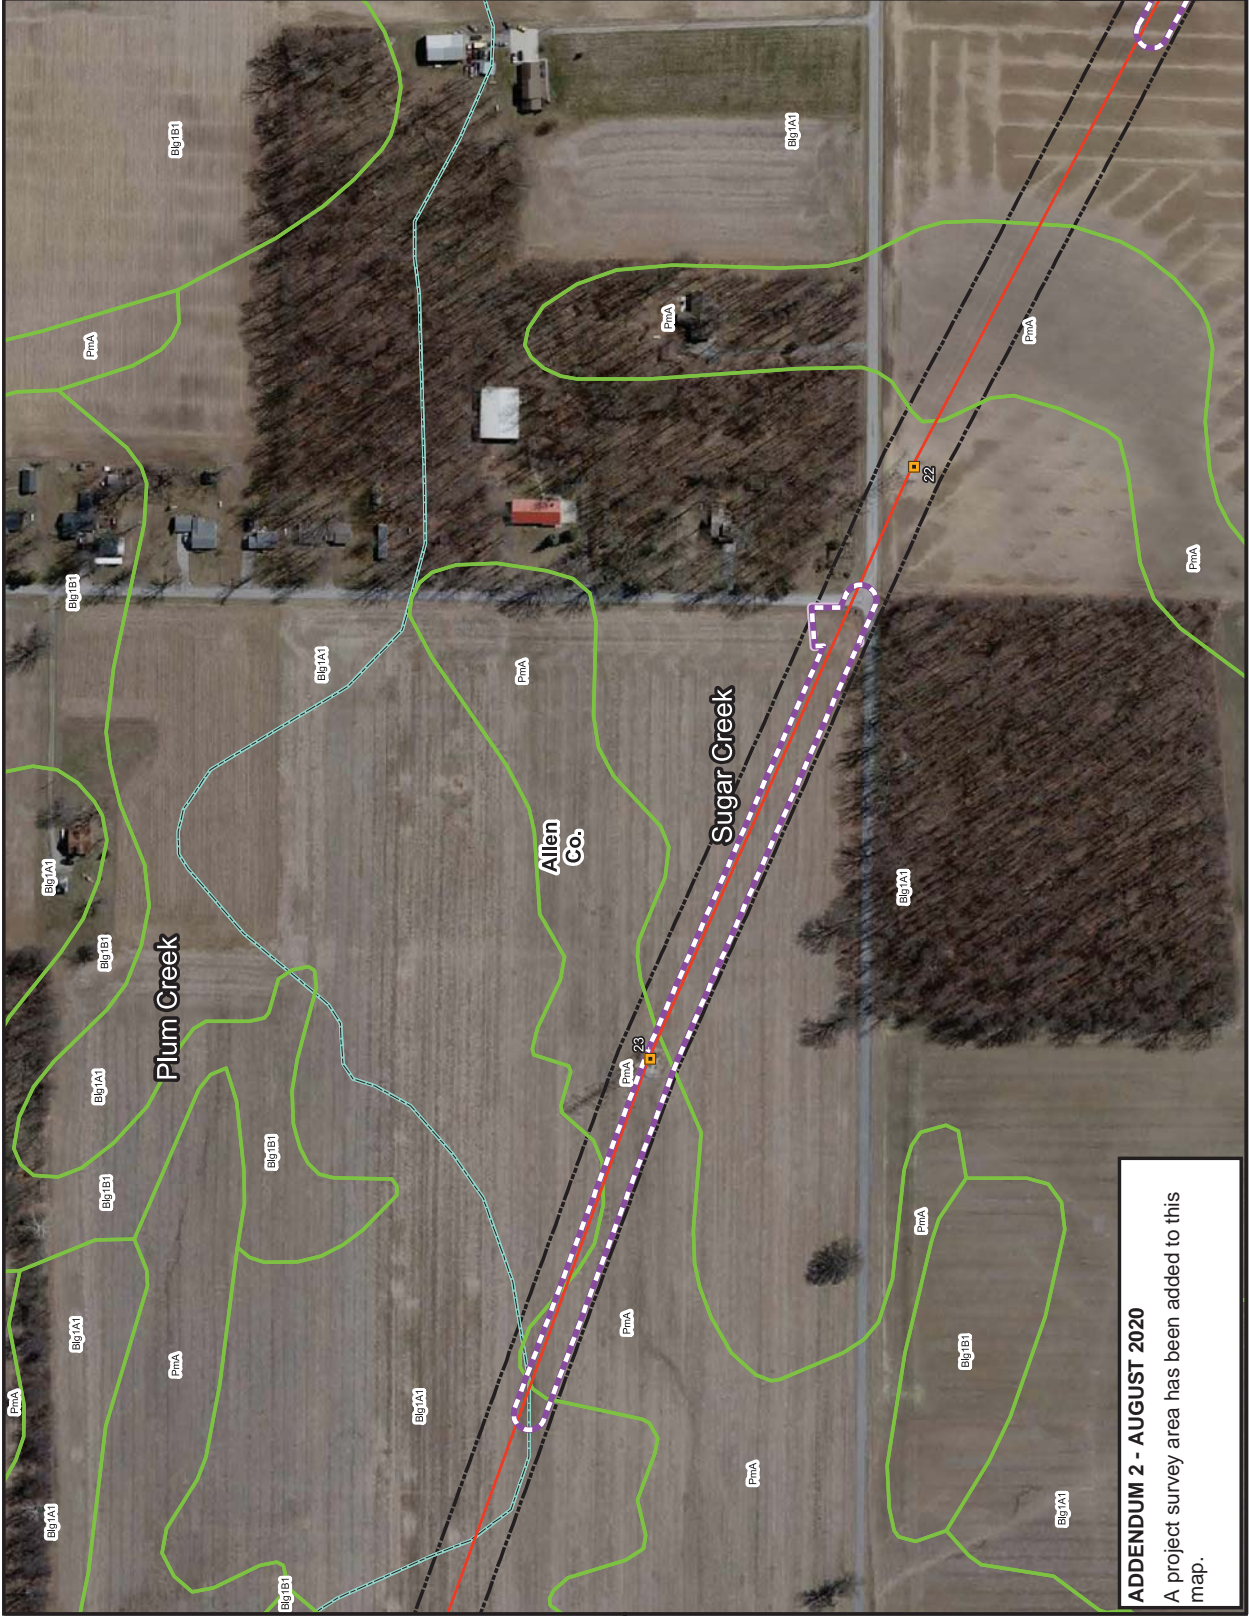 Blg1B1
PmA
Blg1A1
PmA
PmA
22
PmA
Blg1B1
Blg1A1
PmA
Sugar Creek
Allen
Co.
Blg1A1
Blg1B1
Plum Creek
23
PmA
Blg1A1
Blg1A1
Blg1B1
Blg1B1
PmA
Blg1A1
PmA
PmA
Blg1A1
PmA
Blg1B1
PmA
Blg1A1
Blg1B1
Blg1A1
ADDENDUM 2 - AUGUST 2020
A project survey area has been added to this
map.